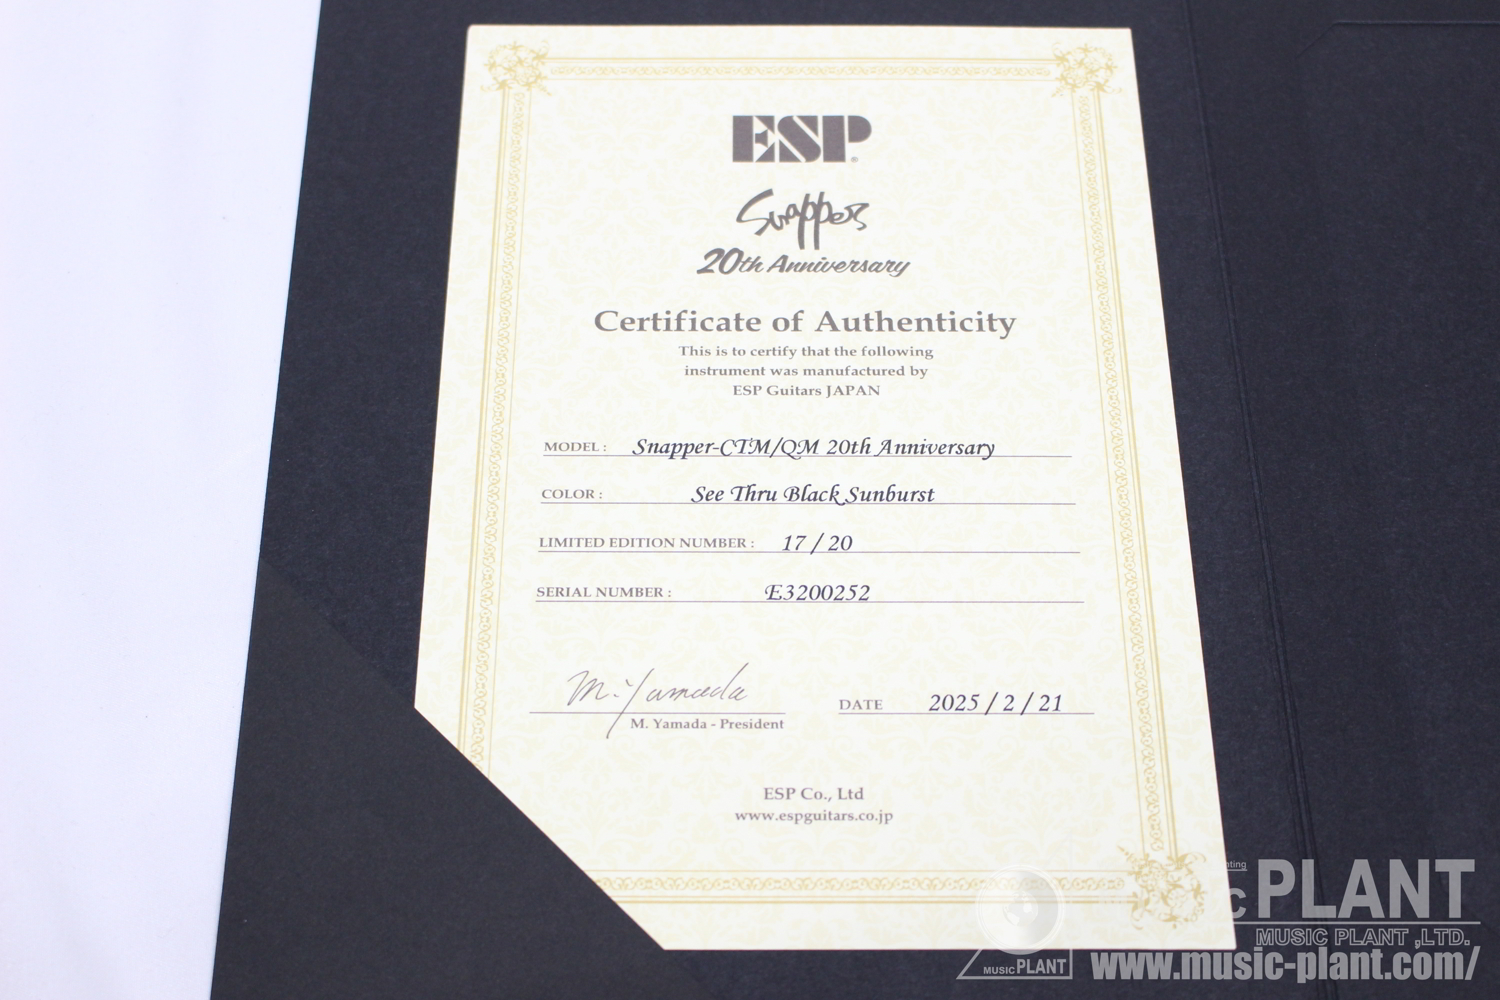 ESP®
Snapper
20th Anniversary
Certificate of Authenticity
This is to certify that the following
instrument was manufactured by
ESP Guitars JAPAN
MODEL : Snapper-CTM/QM 20th Anniversary
COLOR : See Thru Black Sunburst
LIMITED EDITION NUMBER : 17 / 20
SERIAL NUMBER : E3200252
M. Yamada
M. Yamada - President
DATE 2025 / 2 / 21
ESP Co., Ltd
www.espguitars.co.jp
PLANT
MUSIC PLANT ,LTD.
MUSIC PLANT
www.music-plant.com/